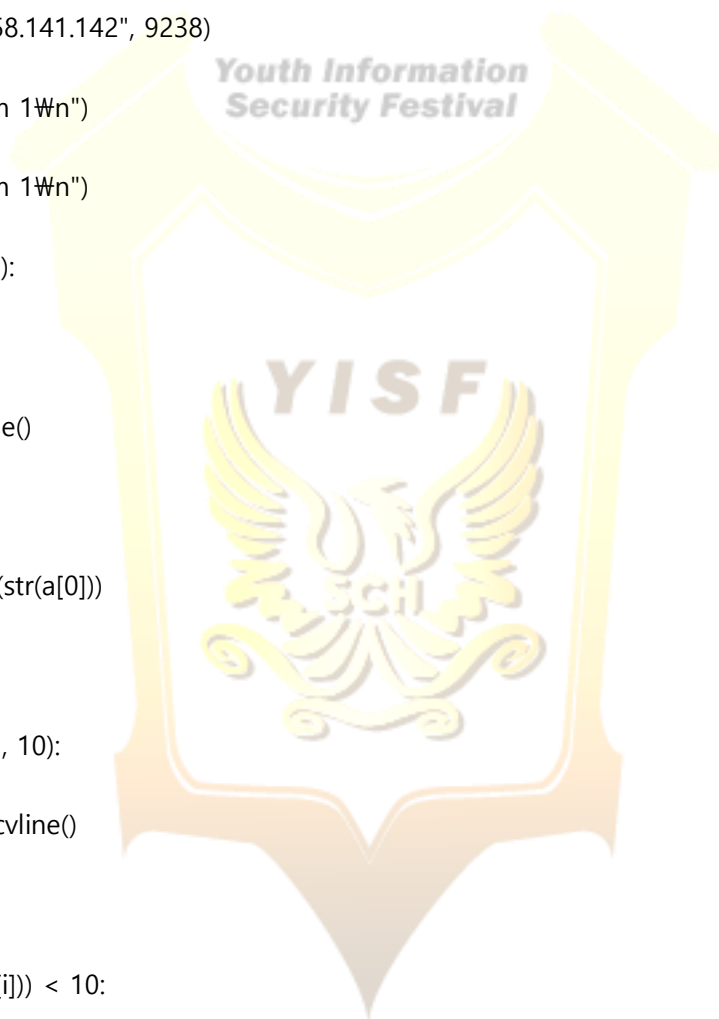 58.141.142", 9238)
Youth Information
Security Festival
n 1₩n")
n 1₩n")
):
YISF
e()
SCH
(str(a[0]))
, 10):
cvline()
[i])) < 10: